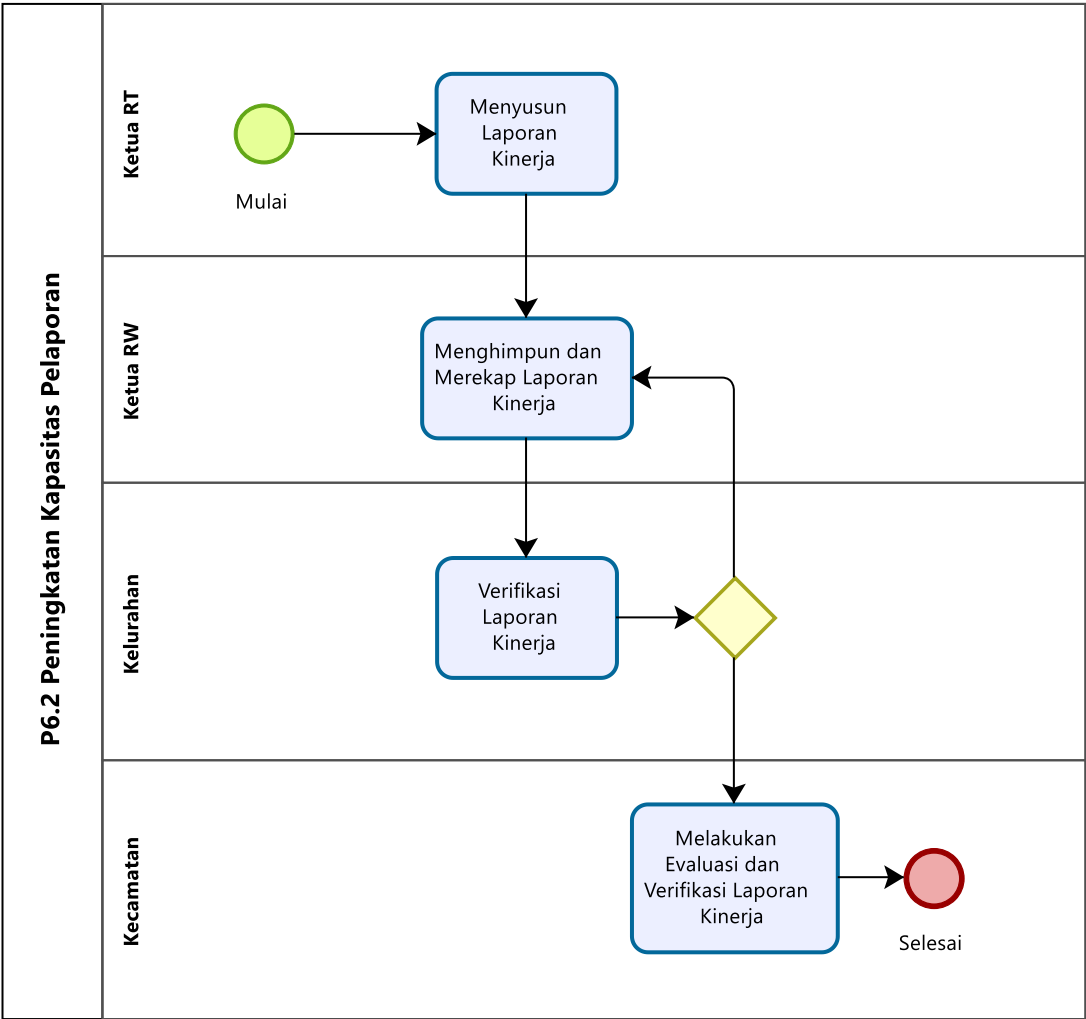 P6.2 Peningkatan Kapasitas Pelaporan
Ketua RT
Mulai
Menyusun
Laporan
Kinerja
Ketua RW
Menghimpun dan
Merekap Laporan
Kinerja
Kelurahan
Verifikasi
Laporan
Kinerja
Kecamatan
Melakukan
Evaluasi dan
Verifikasi Laporan
Kinerja
Selesai